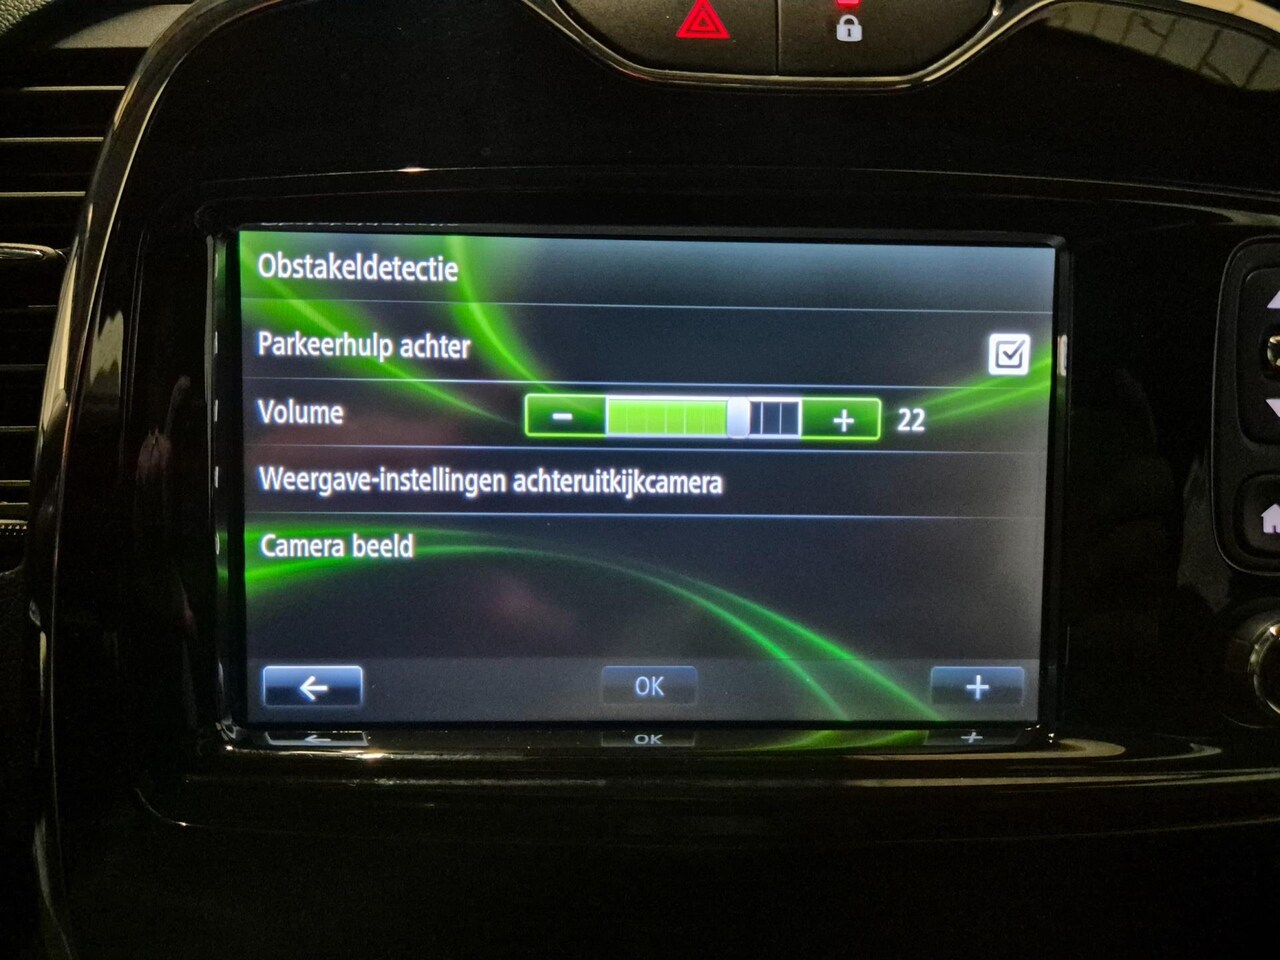 Obstakeldetectie
Parkeerhulp achter
Volume
22
Weergave-instellingen achteruitkijkcamera
Camera beeld
OK